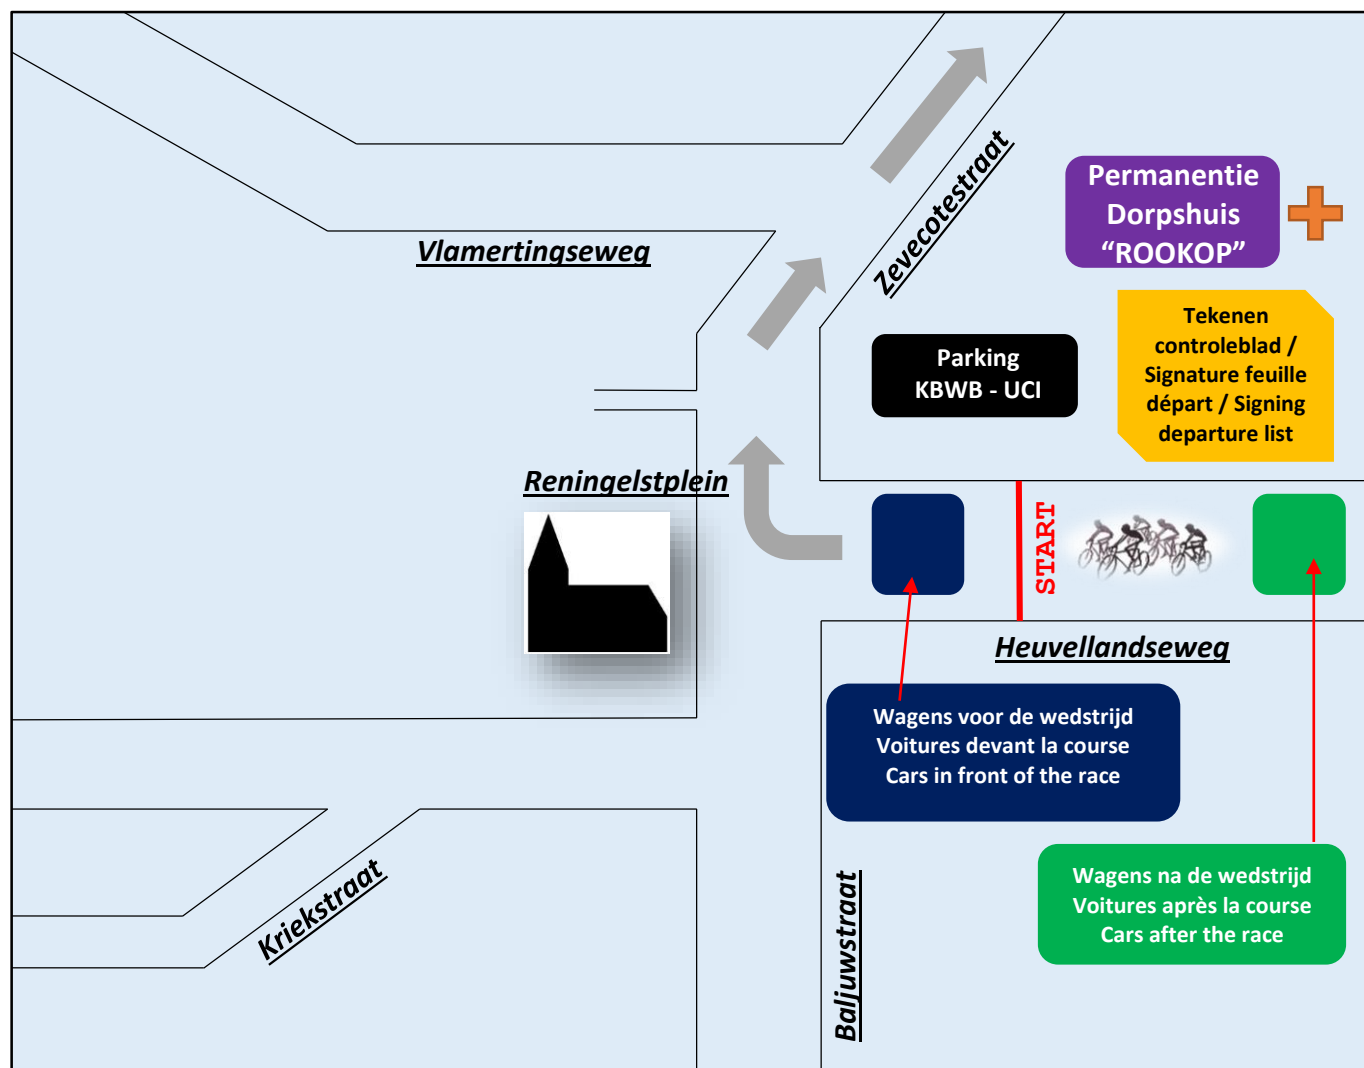 Zevecotestraat
Permanentie
Dorpshuis
“ROOKOP”
Vlamertingseweg
Tekenen
controleblad /
Signature feuille
départ / Signing
departure list
Parking
KBWB - UCI
Reningelstplein
START
Heuvellandseweg
Wagens voor de wedstrijd
Voitures devant la course
Cars in front of the race
Kriekstraat
Baljuwstraat
Wagens na de wedstrijd
Voitures après la course
Cars after the race